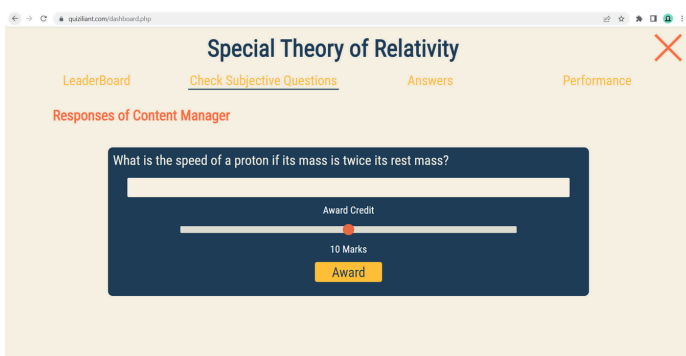 quiziliant.com/dashboard.php
Special Theory of Relativity
LeaderBoard Check Subjective Questions Answers Performance
Responses of Content Manager
What is the speed of a proton if its mass is twice its rest mass?
Award Credit
10 Marks
Award